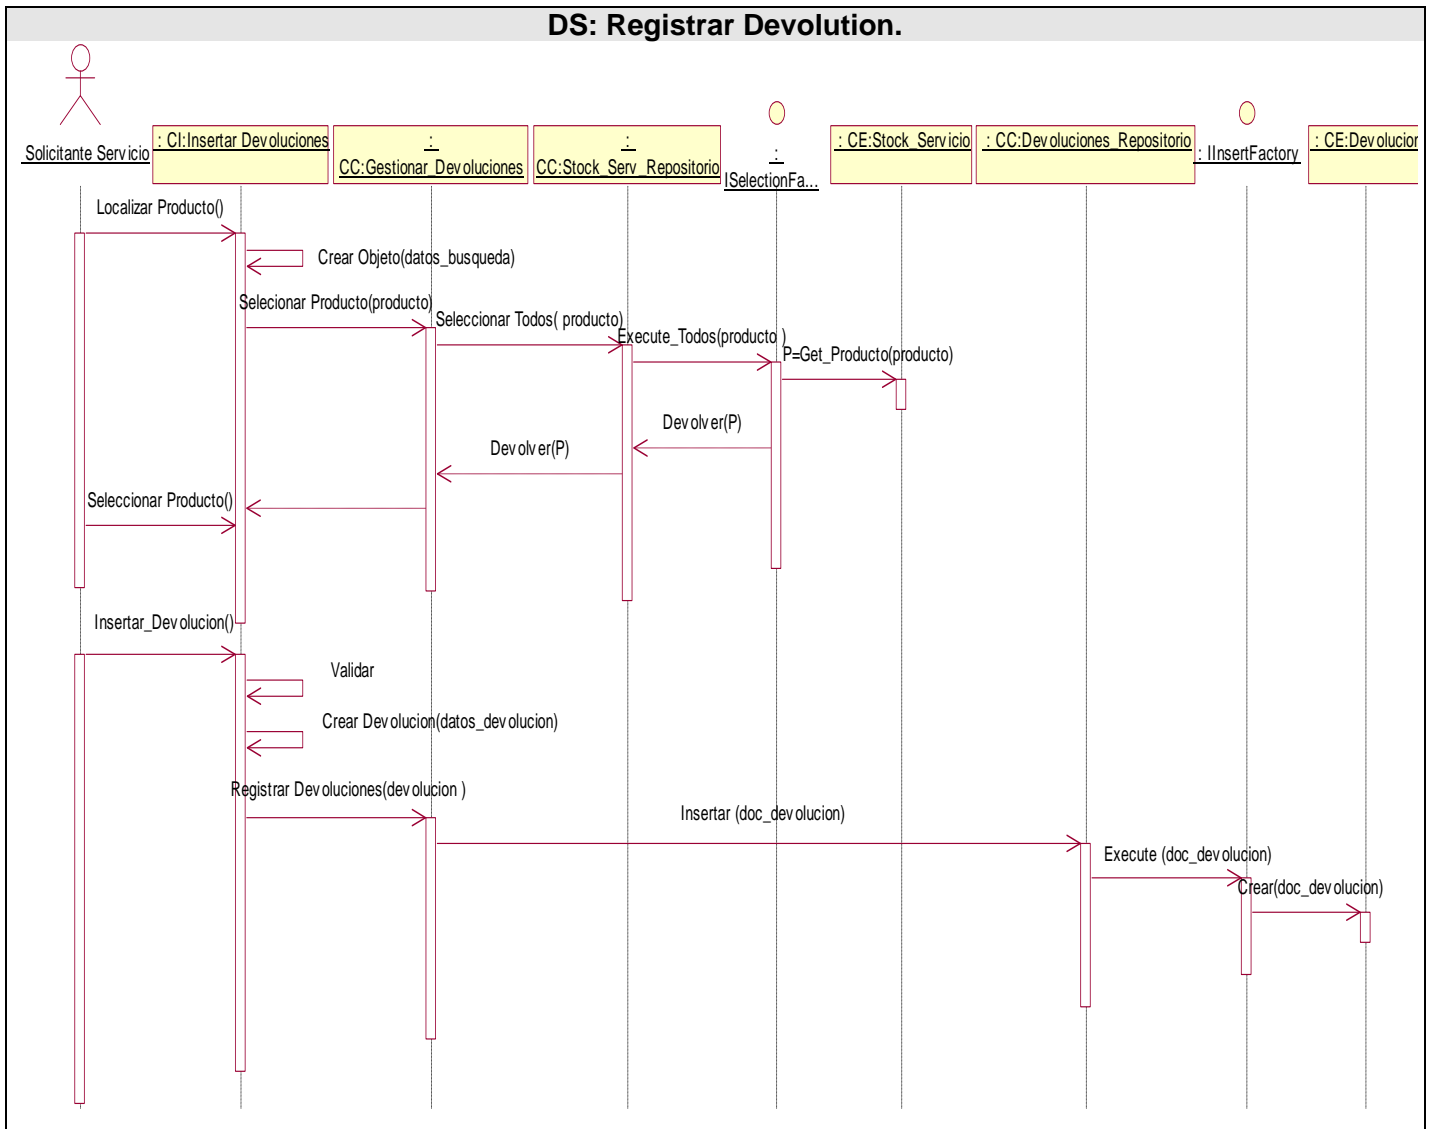 DS: Registrar Devolution.
Solicitante Servicio
: CI:Insertar Devoluciones
:
CC:Gestionar_Devoluciones
:
CC:Stock_Serv_Repositorio
:
ISelectionFa...
: CE:Stock_Servicio
: CC:Devoluciones_Repositorio
: IInsertFactory
: CE:Devolucion
Localizar Producto()
Crear Objeto(datos_busqueda)
Selecionar Producto(producto)
Seleccionar Todos( producto)
Execute_Todos(producto )
P=Get_Producto(producto)
Devolver(P)
Devolver(P)
Seleccionar Producto()
Insertar_Devolucion()
Validar
Crear Devolucion(datos_devolucion)
Registrar Devoluciones(devolucion )
Insertar (doc_devolucion)
Execute (doc_devolucion)
Crear(doc_devolucion)